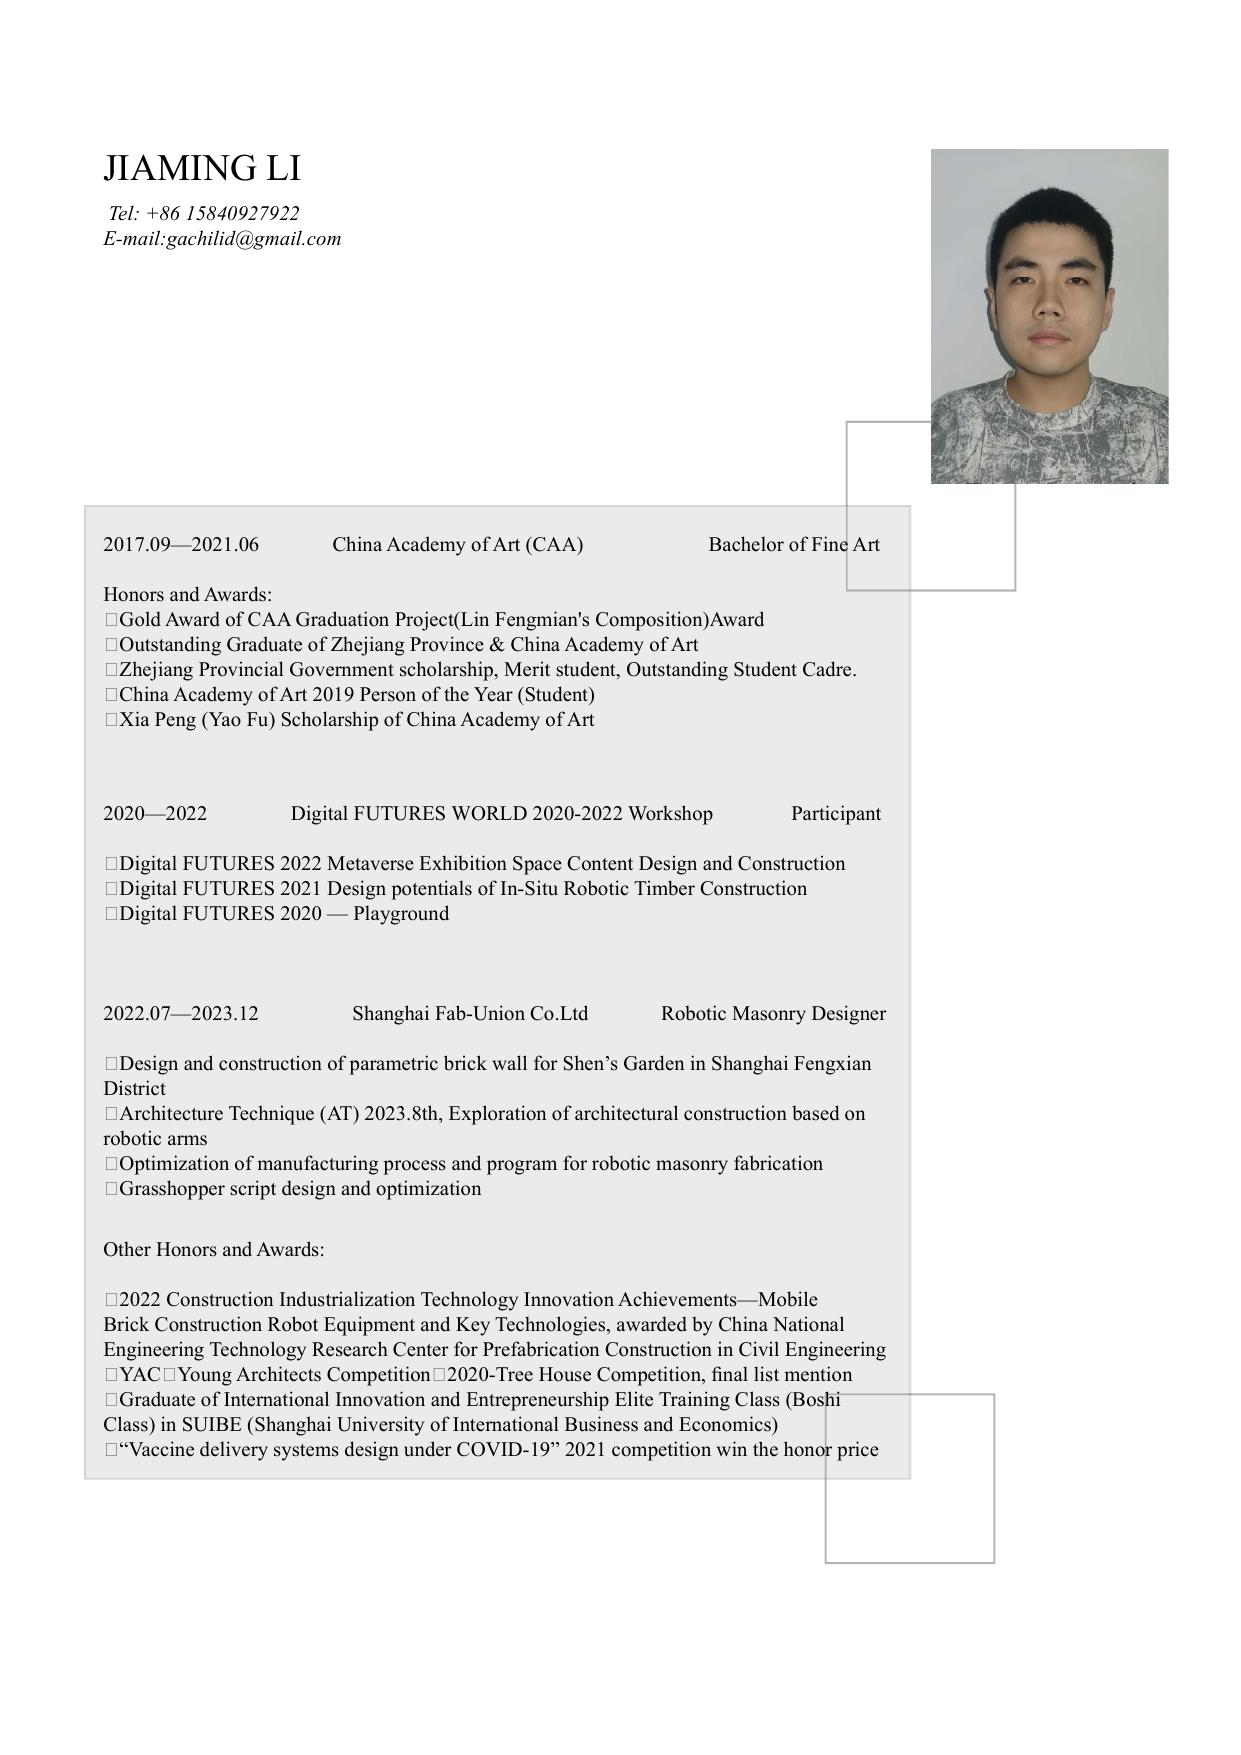 JIAMING LI
Tel: +86 15840927922
E-mail:gachilid@gmail.com
2017.09—2021.06 China Academy of Art (CAA) Bachelor of Fine Art
Honors and Awards:
□Gold Award of CAA Graduation Project(Lin Fengmian's Composition)Award
□Outstanding Graduate of Zhejiang Province & China Academy of Art
□Zhejiang Provincial Government scholarship, Merit student, Outstanding Student Cadre.
□China Academy of Art 2019 Person of the Year (Student)
□Xia Peng (Yao Fu) Scholarship of China Academy of Art
2020—2022 Digital FUTURES WORLD 2020-2022 Workshop Participant
□Digital FUTURES 2022 Metaverse Exhibition Space Content Design and Construction
□Digital FUTURES 2021 Design potentials of In-Situ Robotic Timber Construction
□Digital FUTURES 2020 — Playground
2022.07—2023.12 Shanghai Fab-Union Co.Ltd Robotic Masonry Designer
□Design and construction of parametric brick wall for Shen’s Garden in Shanghai Fengxian
District
□Architecture Technique (AT) 2023.8th, Exploration of architectural construction based on
robotic arms
□Optimization of manufacturing process and program for robotic masonry fabrication
□Grasshopper script design and optimization
Other Honors and Awards:
□2022 Construction Industrialization Technology Innovation Achievements—Mobile
Brick Construction Robot Equipment and Key Technologies, awarded by China National
Engineering Technology Research Center for Prefabrication Construction in Civil Engineering
□YAC□Young Architects Competition□2020-Tree House Competition, final list mention
□Graduate of International Innovation and Entrepreneurship Elite Training Class (Boshi
Class) in SUIBE (Shanghai University of International Business and Economics)
□“Vaccine delivery systems design under COVID-19” 2021 competition win the honor price